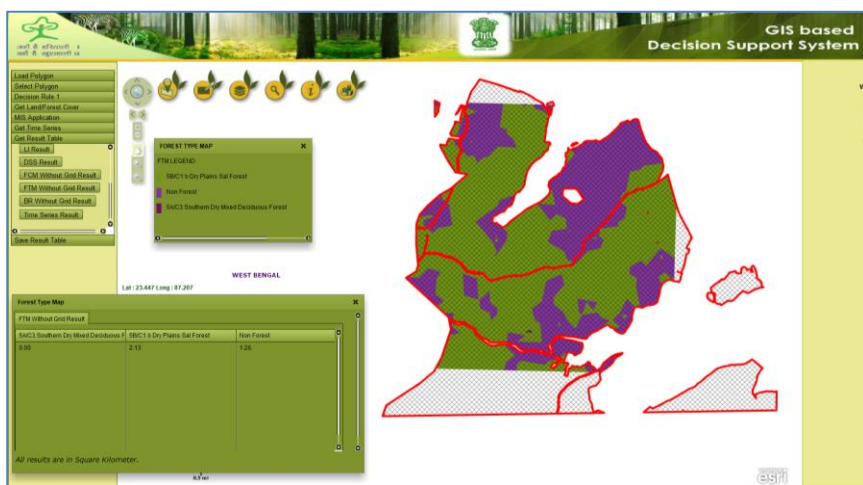 GIS based
Decision Support System
Load Polygon
Select Polygon
Decision Rule 1
Get Land/Forest Cover
MIS Application
Get Time Series
Get Result Table
LI Result
DSS Result
FCM Without Grid Result
FTM Without Grid Result
BR Without Grid Result
Time Series Result
Save Result Table
FOREST TYPE MAP
FTM LEGEND
5B/C1 b Dry Plains Sal Forest
Non Forest
5A/C3 Southern Dry Mixed Deciduous Forest
WEST BENGAL
Lat : 23.447 Long : 87.207
Forest Type Map
FTM Without Grid Result
5A/C3 Southern Dry Mixed Deciduous F
5B/C1 b Dry Plains Sal Forest
Non Forest
0.00
2.13
1.26
All results are in Square Kilometer.
0.5 mi
esri